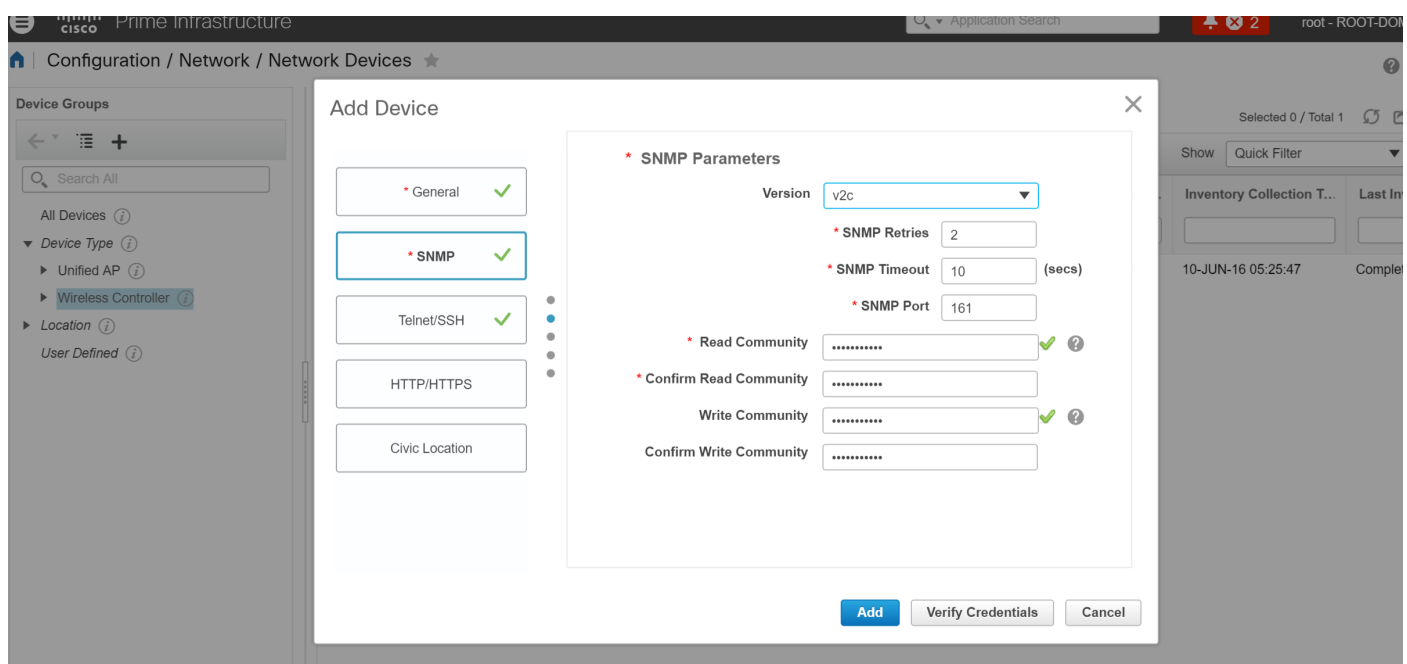 cisco Prime Infrastructure
Application Search
2
root - ROOT-DOM
Configuration / Network / Network Devices
Device Groups
Search All
All Devices
Device Type
Unified AP
Wireless Controller
Location
User Defined
Add Device
* General
* SNMP
Telnet/SSH
HTTP/HTTPS
Civic Location
* SNMP Parameters
Version v2c
* SNMP Retries 2
* SNMP Timeout 10 (secs)
* SNMP Port 161
* Read Community •••••••••••
* Confirm Read Community •••••••••••
Write Community •••••••••••
Confirm Write Community •••••••••••
Add Verify Credentials Cancel
Selected 0 / Total 1
Show Quick Filter
Inventory Collection T... Last In
10-JUN-16 05:25:47 Complet